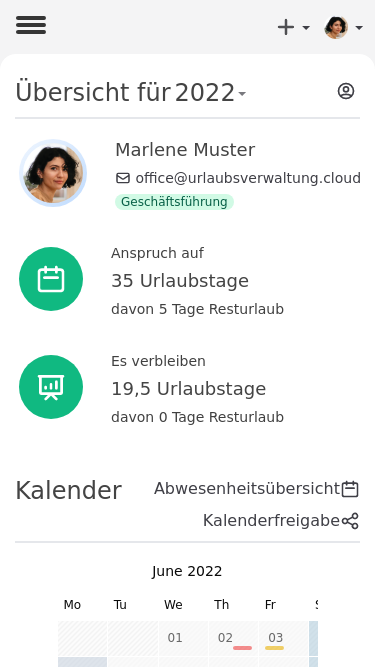 Übersicht für 2022
Marlene Muster
office@urlaubsverwaltung.cloud
Geschäftsführung
Anspruch auf
35 Urlaubstage
davon 5 Tage Resturlaub
Es verbleiben
19,5 Urlaubstage
davon 0 Tage Resturlaub
Kalender
Abwesenheitsübersicht
Kalenderfreigabe
June 2022
Mo Tu We Th Fr
01 02 03